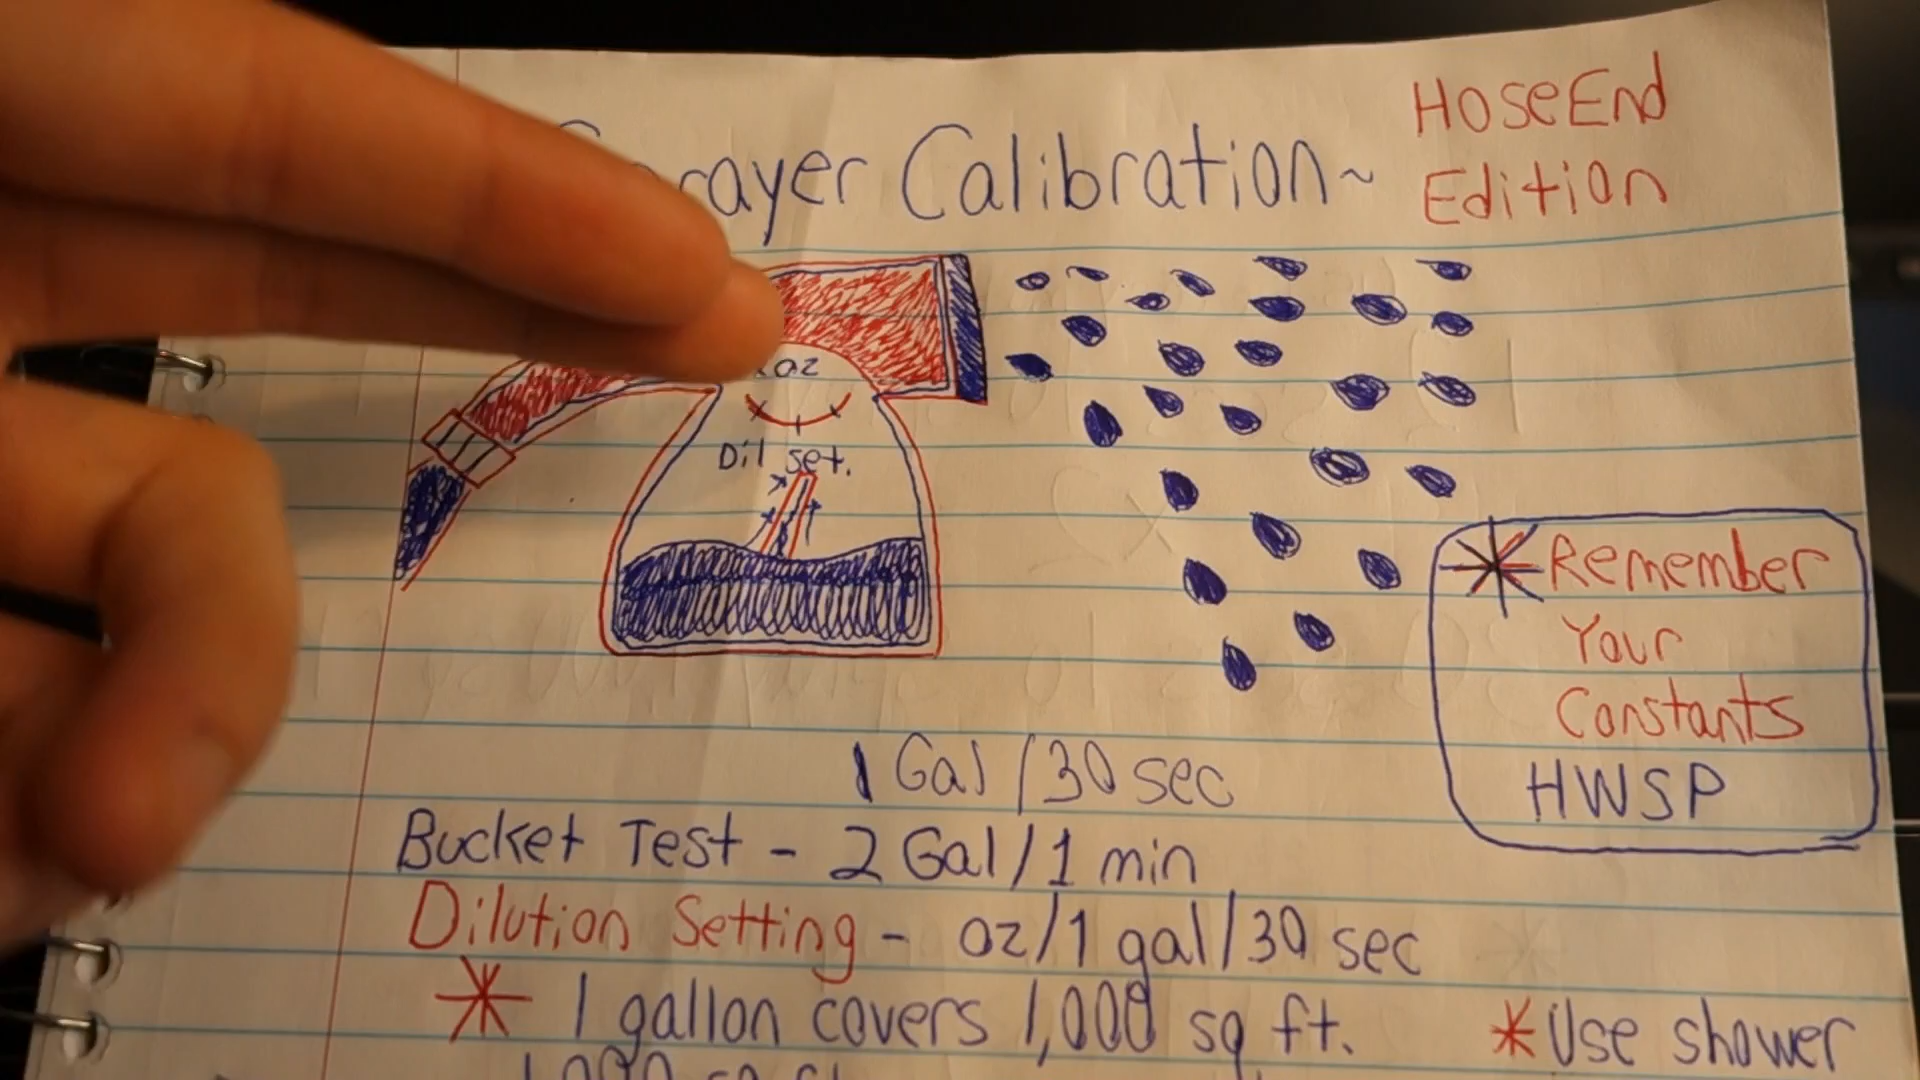 Calibration~
HoseEnd
Edition
oz
Dil set.
*Remember
Your
Constants
HWSP
1 Gal/30 sec
Bucket Test - 2 Gal/1 min
Dilution Setting - oz/1 gal/30 sec
* 1 gallon covers 1,000 sq ft.
*Use shower